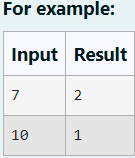 For example:
Input Result
7 2
10 1